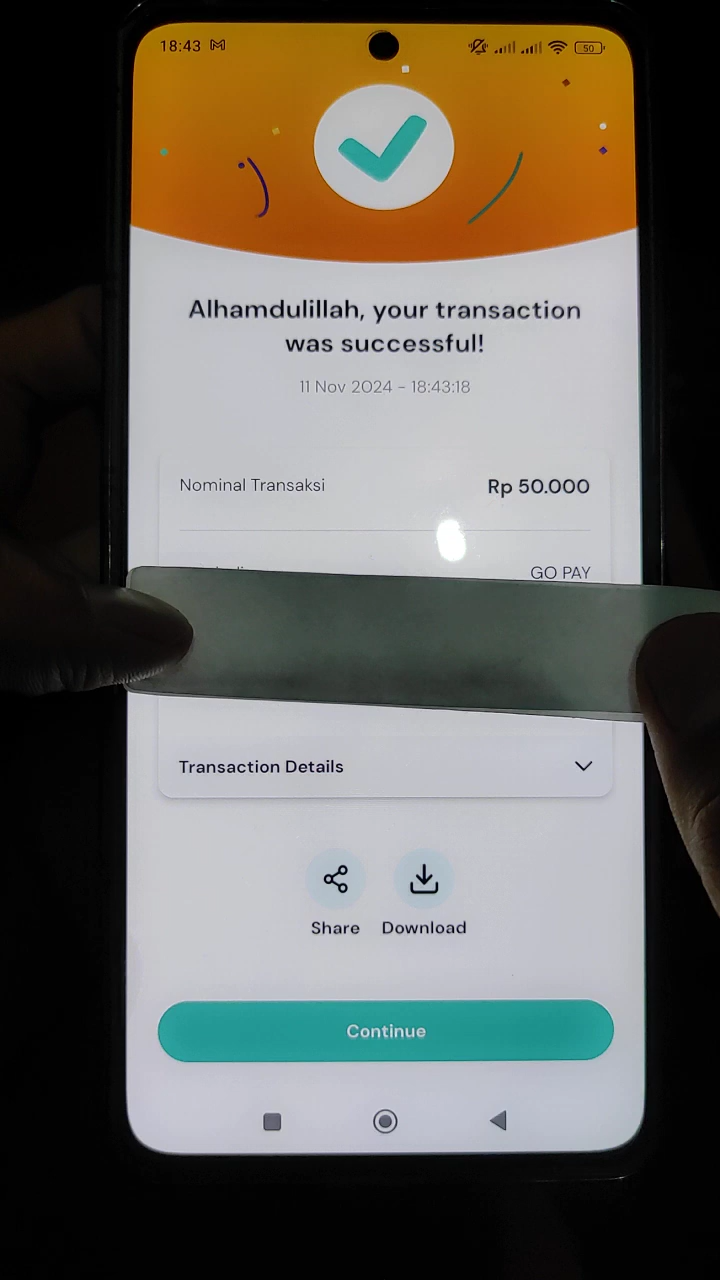 18:43
50
Alhamdulillah, your transaction
was successful!
11 Nov 2024 - 18:43:18
Nominal Transaksi
Rp 50.000
GO PAY
Transaction Details
Share
Download
Continue